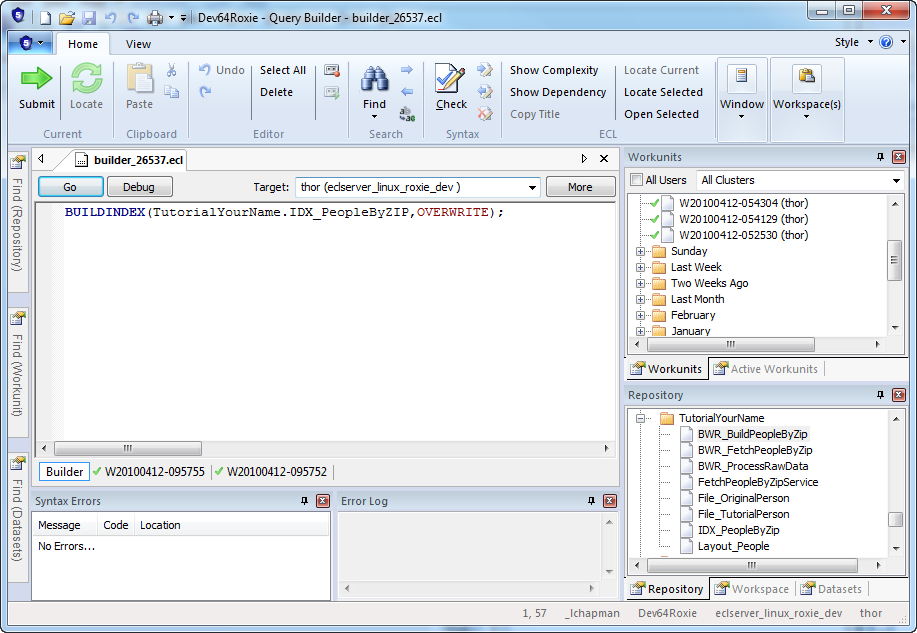 Dev64Roxie - Query Builder - builder_26537.ecl
Home View Style
Submit Locate Paste Undo Select All Delete Find Check Show Complexity Show Dependency Copy Title Locate Current Locate Selected Open Selected Window Workspace(s)
Current Clipboard Editor Search Syntax ECL
Find (Repository)
Find (Workunit)
Find (Datasets)
builder_26537.ecl
Go Debug Target: thor (eclserver_linux_roxie_dev ) More
BUILDINDEX(TutorialYourName.IDX_PeopleByZIP,OVERWRITE);
Builder W20100412-095755 W20100412-095752
Syntax Errors
Message Code Location
No Errors...
Error Log
Workunits
All Users All Clusters
W20100412-054304 (thor)
W20100412-054129 (thor)
W20100412-052530 (thor)
Sunday
Last Week
Two Weeks Ago
Last Month
February
January
Workunits Active Workunits
Repository
TutorialYourName
BWR_BuildPeopleByZip
BWR_FetchPeopleByZip
BWR_ProcessRawData
FetchPeopleByZipService
File_OriginalPerson
File_TutorialPerson
IDX_PeopleByZip
Layout_People
Repository Workspace Datasets
1, 57 _lchapman Dev64Roxie eclserver_linux_roxie_dev thor